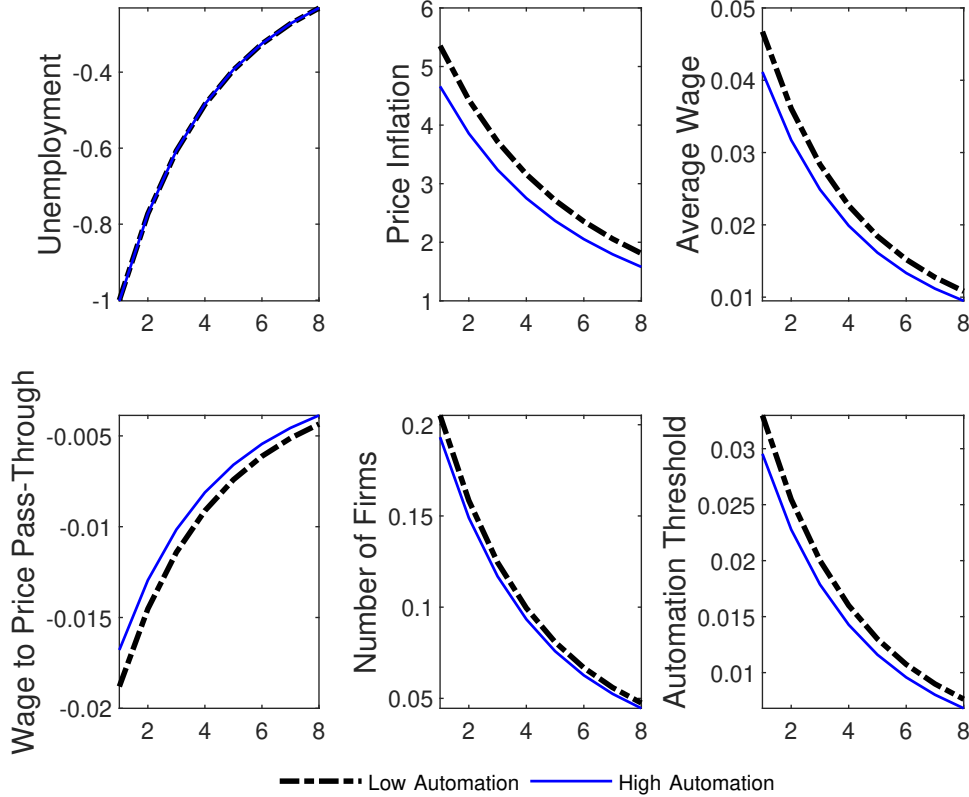 Unemployment
-0.4
-0.6
-0.8
-1
2 4 6 8
Price Inflation
6
5
4
3
2
1
2 4 6 8
Average Wage
0.05
0.04
0.03
0.02
0.01
2 4 6 8
Wage to Price Pass-Through
-0.005
-0.01
-0.015
-0.02
2 4 6 8
Number of Firms
0.2
0.15
0.1
0.05
2 4 6 8
Automation Threshold
0.03
0.025
0.02
0.015
0.01
2 4 6 8
Low Automation High Automation